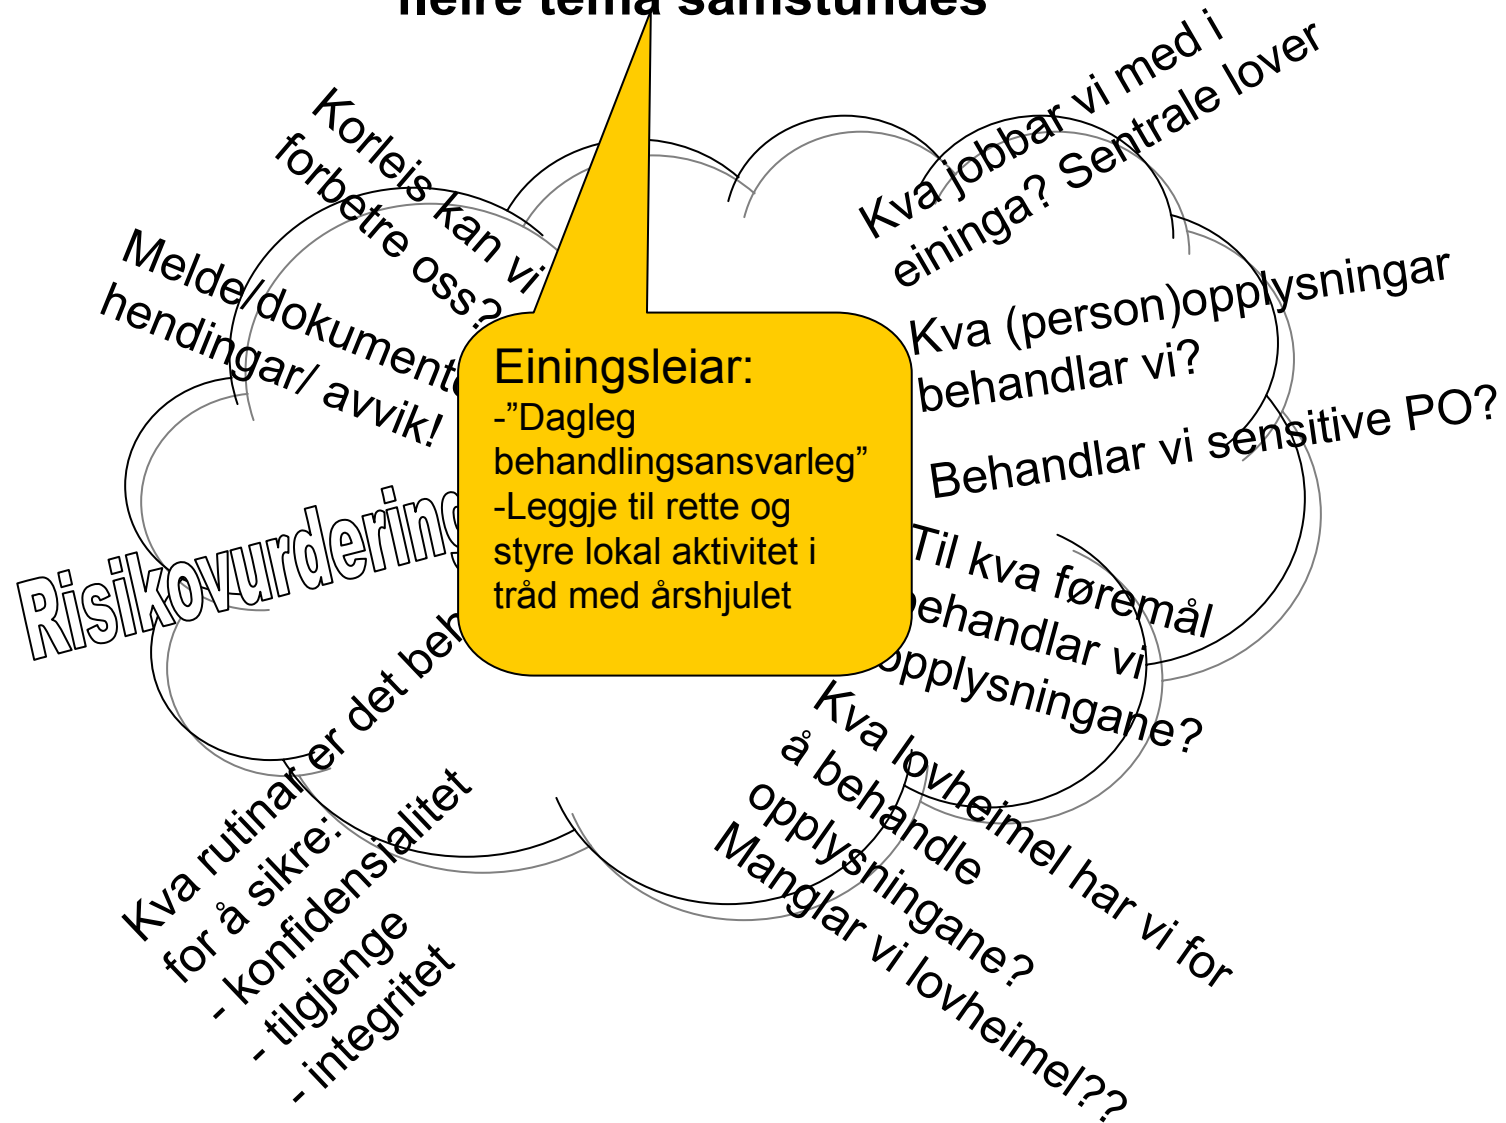 fleire tema samstundes
Korleis kan vi
forbetre oss?
Melde/dokumente
hendingar/ avvik!
Risikovurdering
Kva rutinar er det
for å sikre:
- konfidensialitet
- tilgjenge
- integritet
Einingsleiar:
-”Dagleg
behandlingsansvarleg”
-Leggje til rette og
styre lokal aktivitet i
tråd med årshjulet
Kva jobbar vi med i
eininga? Sentrale lover
Kva (person)opplysningar
behandlar vi?
Behandlar vi sensitive PO?
Til kva føremål
behandlar vi
opplysningane?
Kva lovheimel har vi for
å behandle
opplysningane?
Manglar vi lovheimel??